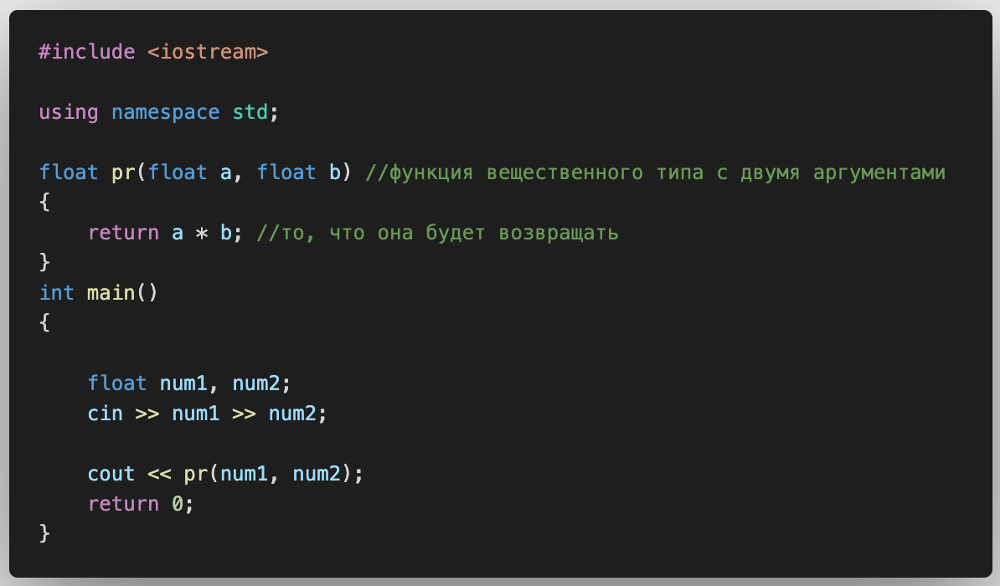 #include <iostream>
using namespace std;
float pr(float a, float b) //функция вещественного типа с двумя аргументами
{
    return a * b; //то, что она будет возвращать
}
int main()
{
    float num1, num2;
    cin >> num1 >> num2;
    cout << pr(num1, num2);
    return 0;
}